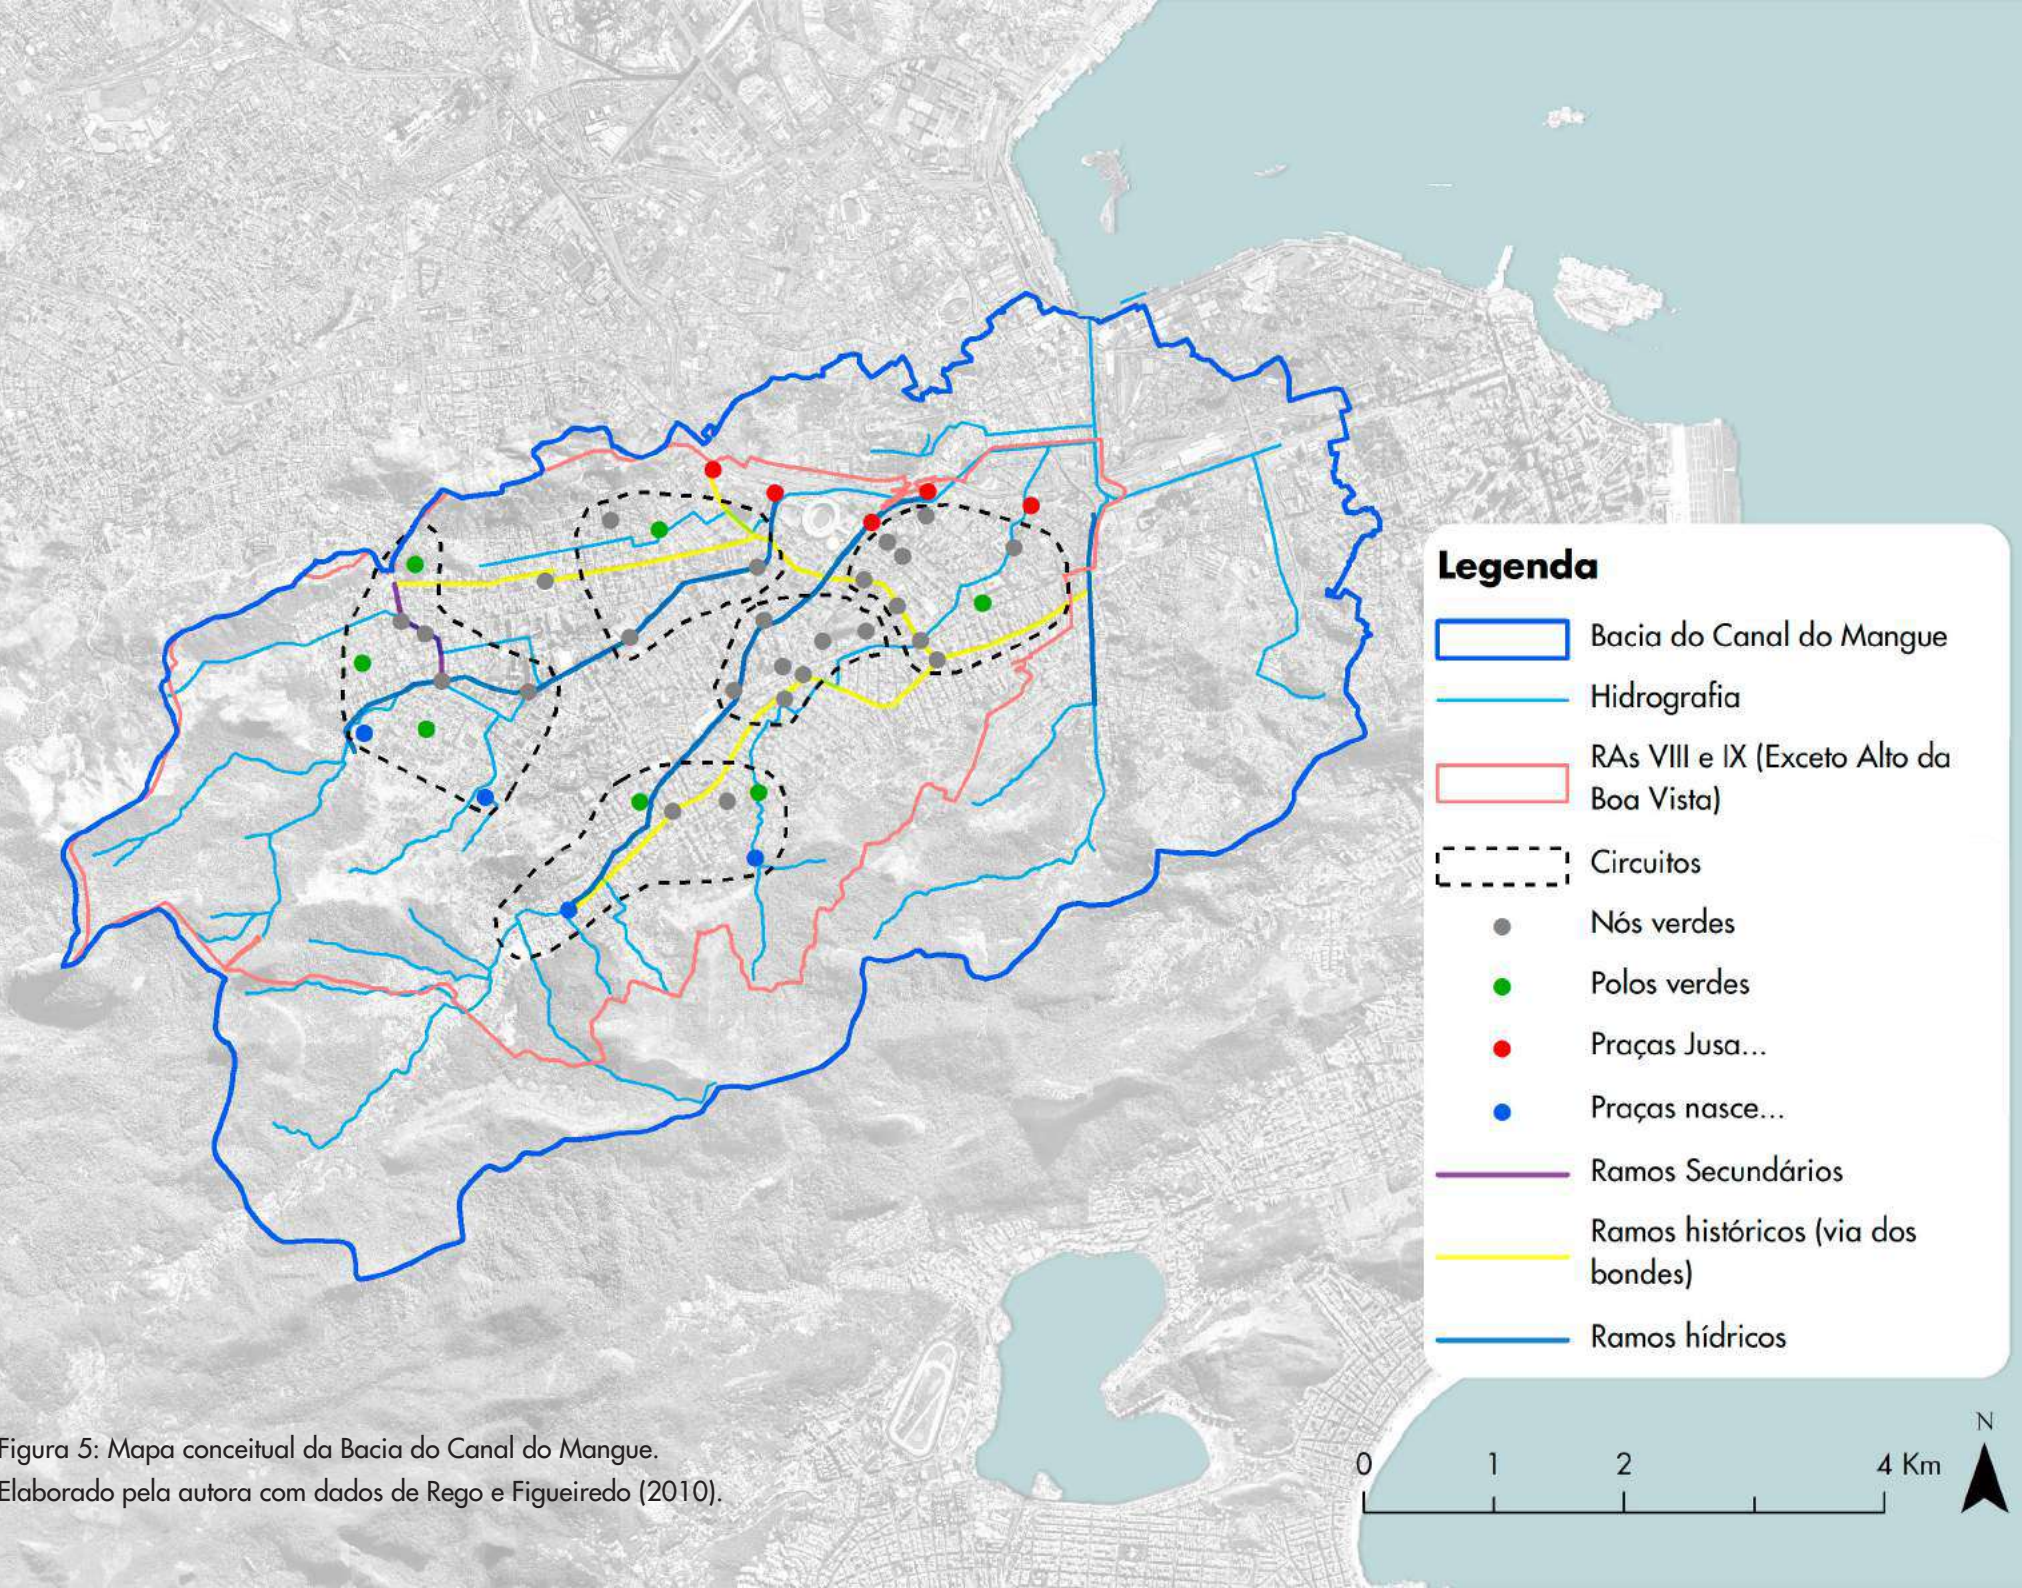 Legenda
Bacia do Canal do Mangue
Hidrografia
RAs VIII e IX (Exceto Alto da
Boa Vista)
Circuitos
Nós verdes
Polos verdes
Praças Jusa...
Praças nasce...
Ramos Secundários
Ramos históricos (via dos
bondes)
Ramos hídricos
N
0 1 2 4 Km
Figura 5: Mapa conceitual da Bacia do Canal do Mangue.
Elaborado pela autora com dados de Rego e Figueiredo (2010).